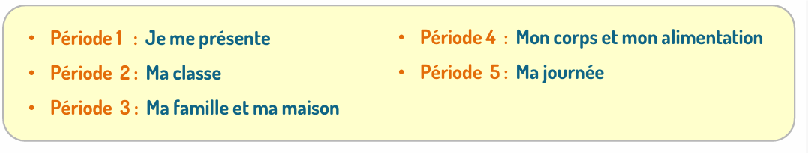 • Période 1 : Je me présente
• Période 2 : Ma classe
• Période 3 : Ma famille et ma maison
• Période 4 : Mon corps et mon alimentation
• Période 5 : Ma journée